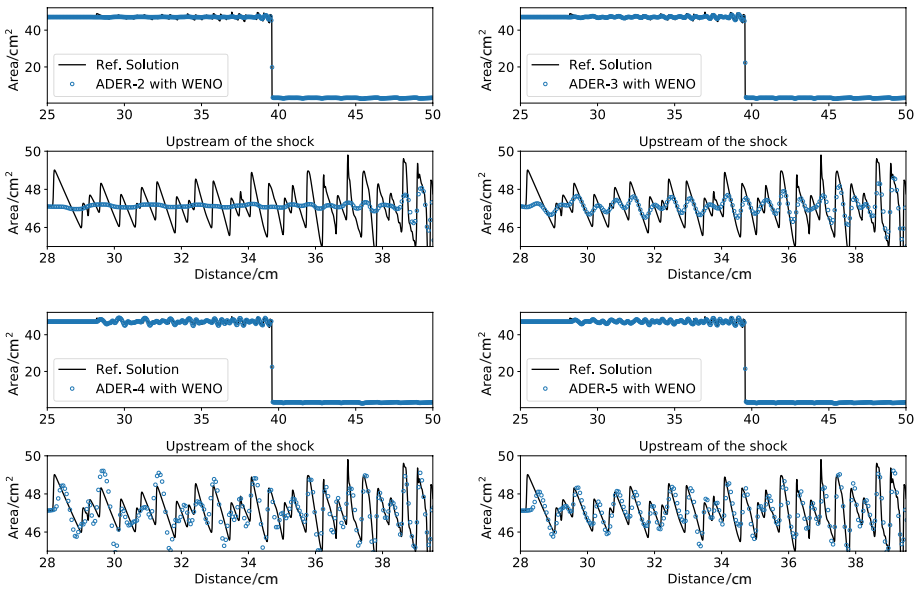 Area/cm²
40
20
Ref. Solution
ADER-2 with WENO
25 30 35 40 45 50
Upstream of the shock
Area/cm²
50
48
46
28 30 32 34 36 38
Distance/cm
Area/cm²
40
20
Ref. Solution
ADER-3 with WENO
25 30 35 40 45 50
Upstream of the shock
Area/cm²
50
48
46
28 30 32 34 36 38
Distance/cm
Area/cm²
40
20
Ref. Solution
ADER-4 with WENO
25 30 35 40 45 50
Upstream of the shock
Area/cm²
50
48
46
28 30 32 34 36 38
Distance/cm
Area/cm²
40
20
Ref. Solution
ADER-5 with WENO
25 30 35 40 45 50
Upstream of the shock
Area/cm²
50
48
46
28 30 32 34 36 38
Distance/cm